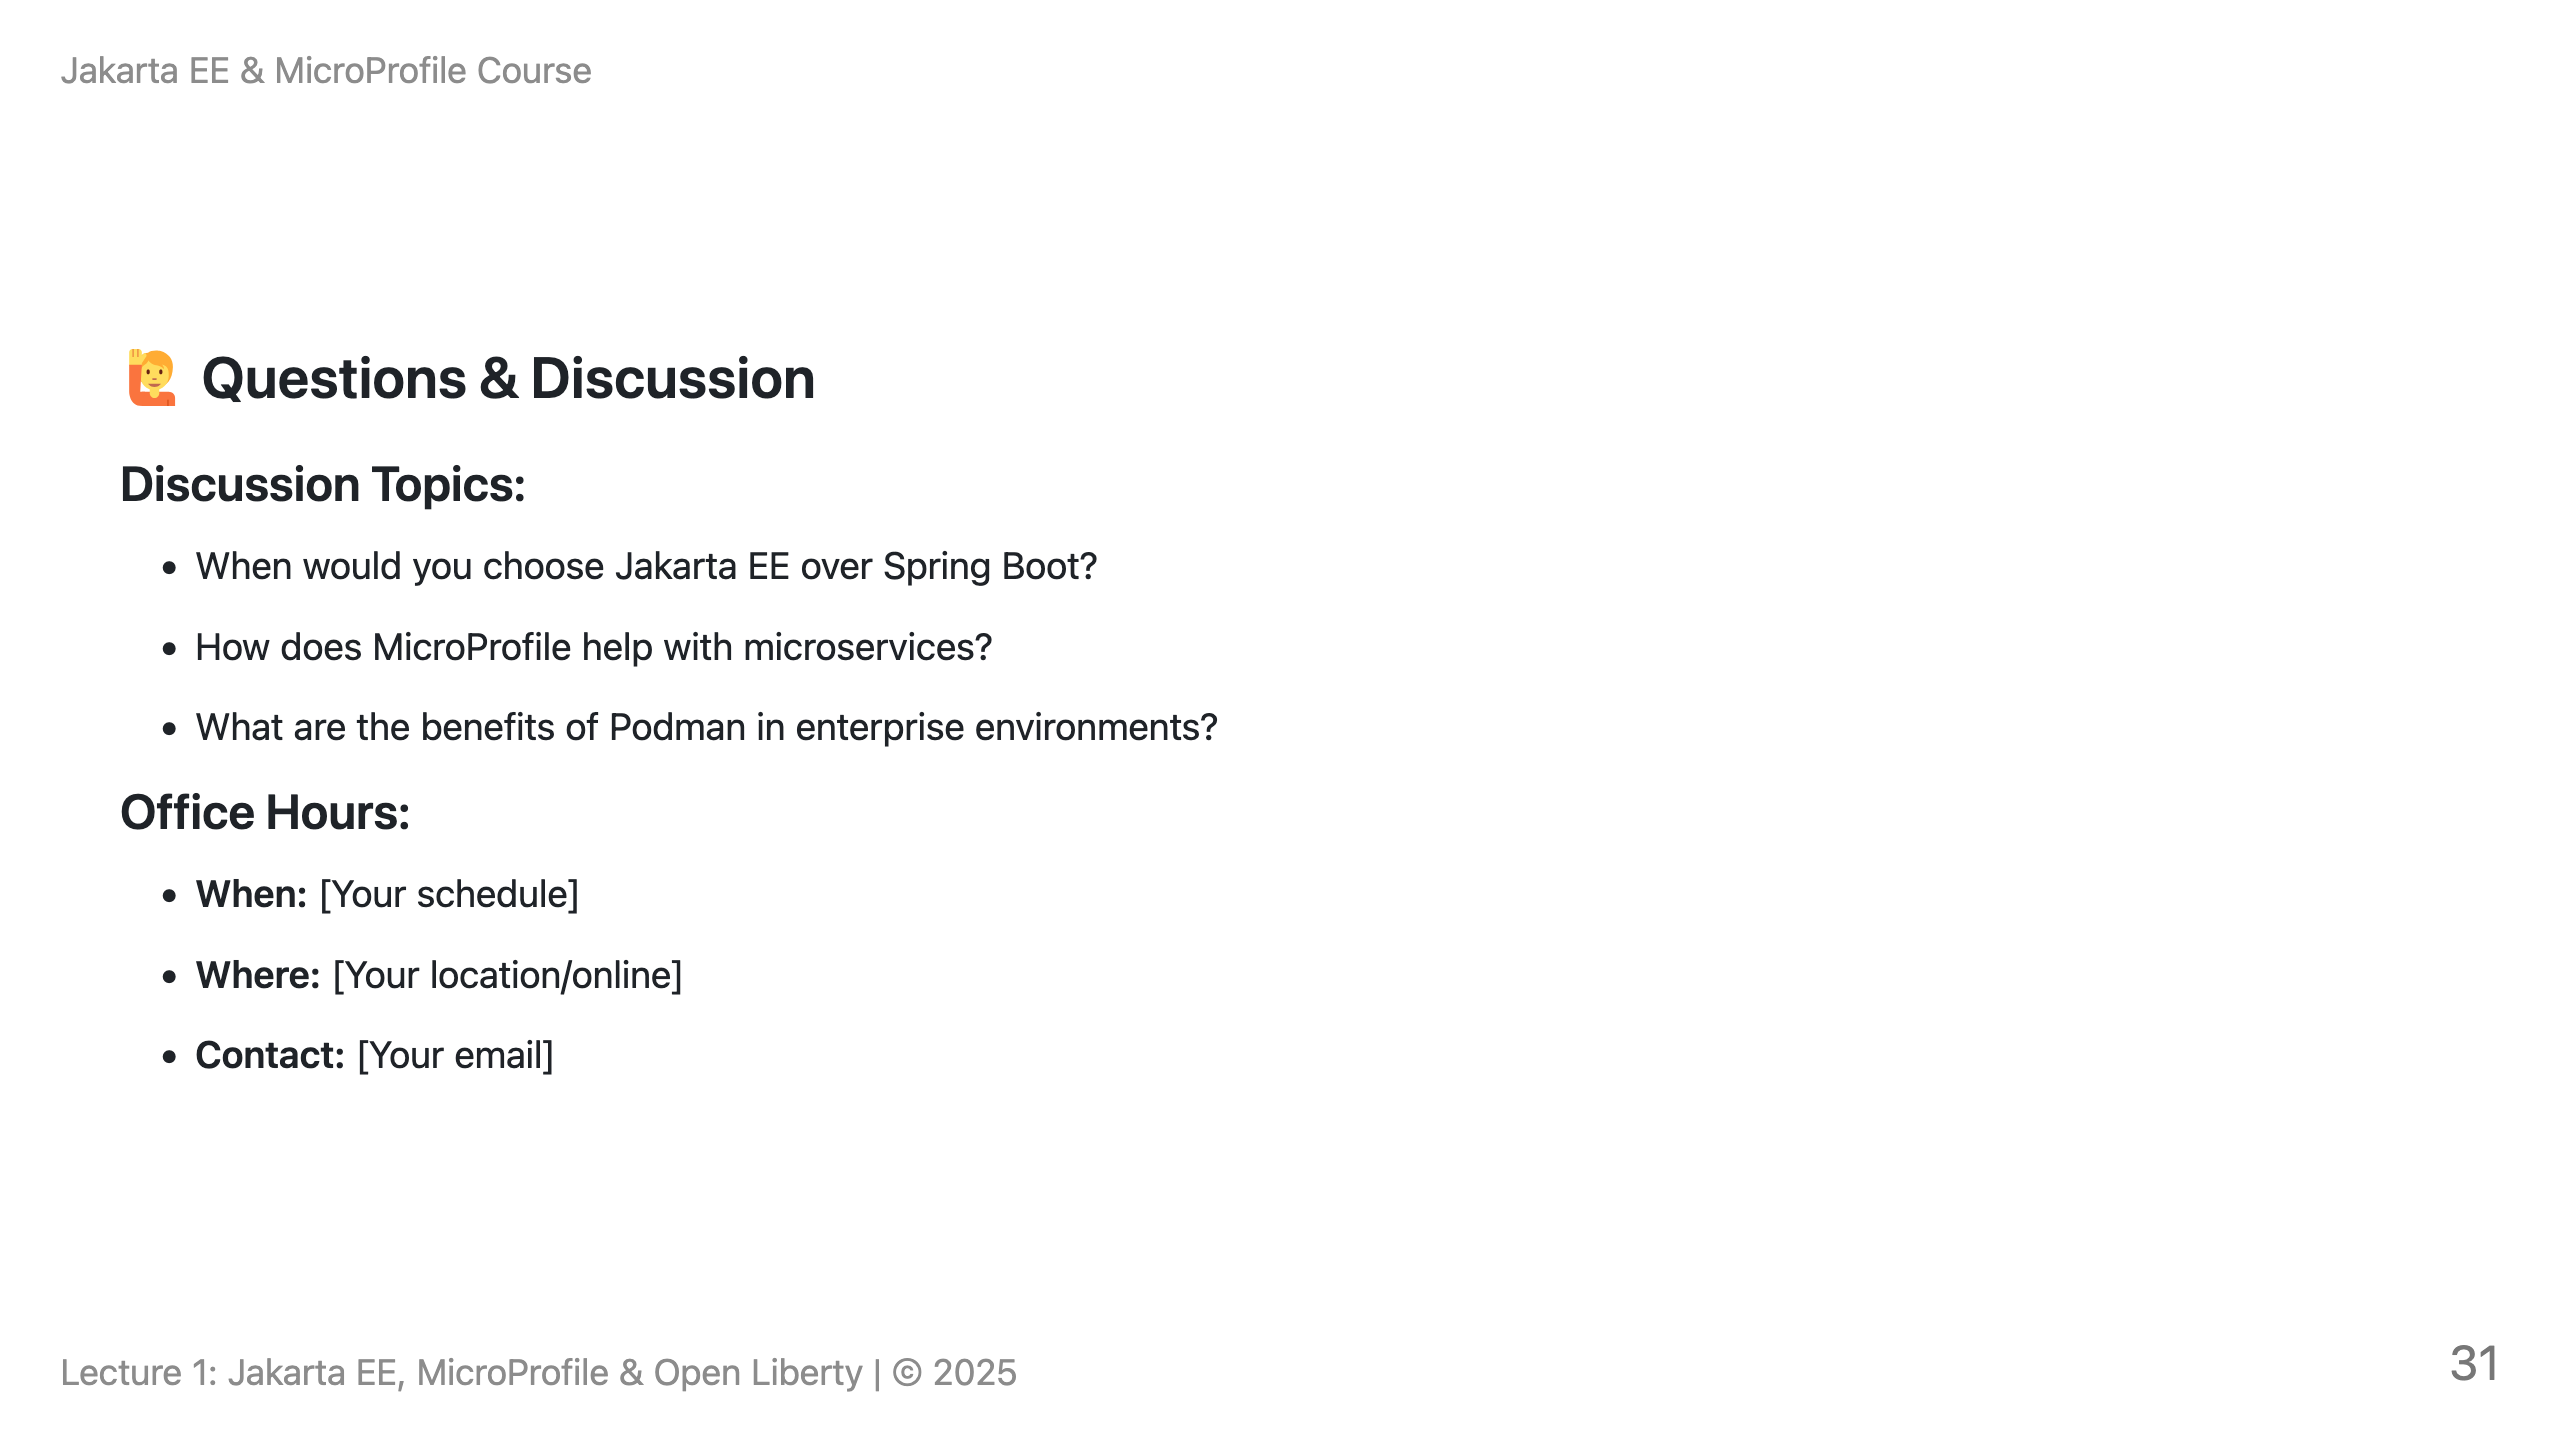 Jakarta EE & MicroProfile Course
🙋 Questions & Discussion
Discussion Topics:
• When would you choose Jakarta EE over Spring Boot?
• How does MicroProfile help with microservices?
• What are the benefits of Podman in enterprise environments?
Office Hours:
• When: [Your schedule]
• Where: [Your location/online]
• Contact: [Your email]
Lecture 1: Jakarta EE, MicroProfile & Open Liberty | © 2025
31